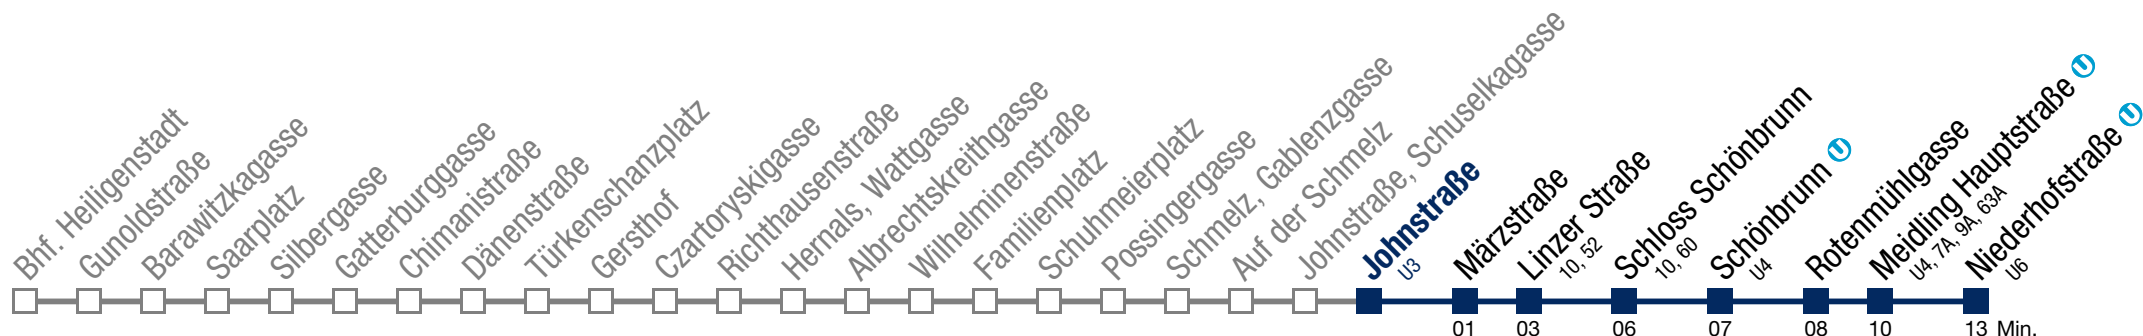 Bhf. Heiligenstadt
Gunoldstraße
Barawitzkagasse
Saarplatz
Silbergasse
Gatterburggasse
Chimanistraße
Dänenstraße
Türkenschanzplatz
Gersthof
Czartoryskigasse
Richthausenstraße
Hernals, Wattgasse
Albrechtskreithgasse
Wilhelminenstraße
Familienplatz
Schuhmeierplatz
Possingergasse
Schmelz, Gablenzgasse
Auf der Schmelz
Johnstraße, Schuselkagasse
Johnstraße
U3
Märzstraße
Linzer Straße
10, 52
Schloss Schönbrunn
10, 60
Schönbrunn U
U4
Rotenmühlgasse
Meidling Hauptstraße U
U4, 7A, 9A, 63A
Niederhofstraße U
U6
01 03 06 07 08 10 13 Min.